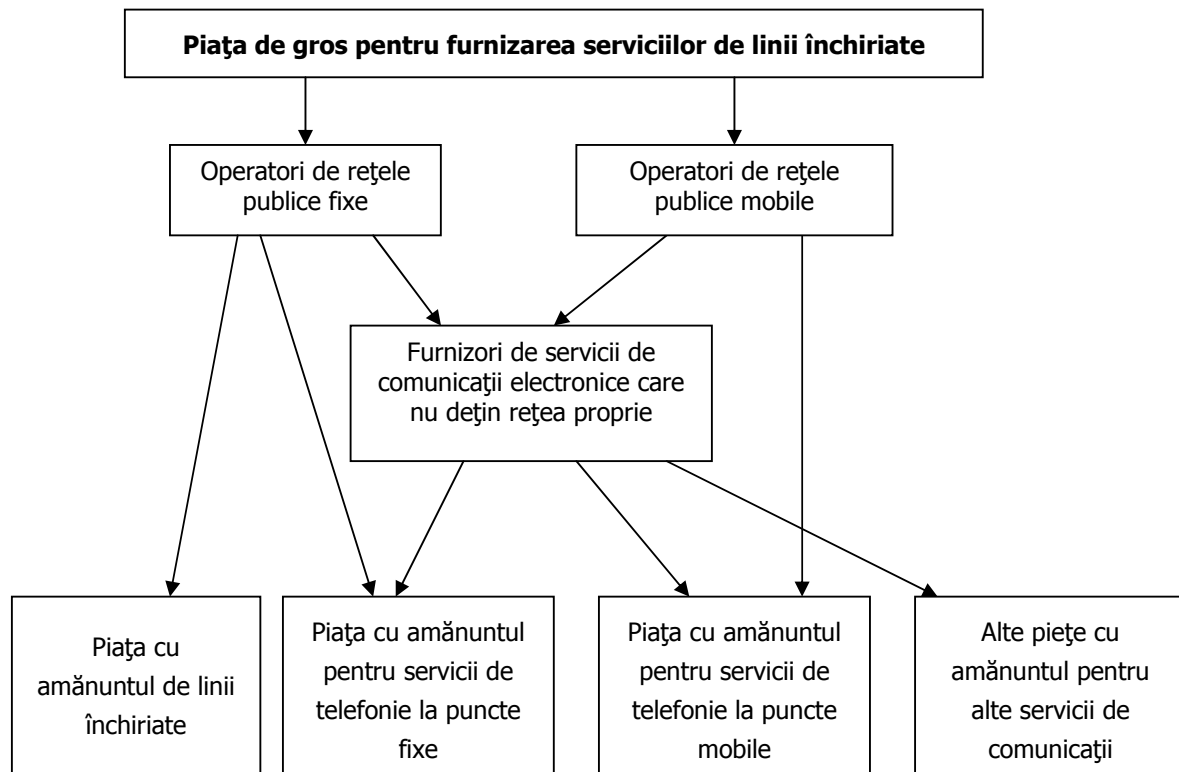 Piaţa de gros pentru furnizarea serviciilor de linii închiriate
Operatori de reţele
publice fixe
Operatori de reţele
publice mobile
Furnizori de servicii de
comunicaţii electronice care
nu deţin reţea proprie
Piaţa cu
amănuntul de linii
închiriate
Piaţa cu amănuntul
pentru servicii de
telefonie la puncte
fixe
Piaţa cu amănuntul
pentru servicii de
telefonie la puncte
mobile
Alte pieţe cu
amănuntul pentru
alte servicii de
comunicaţii